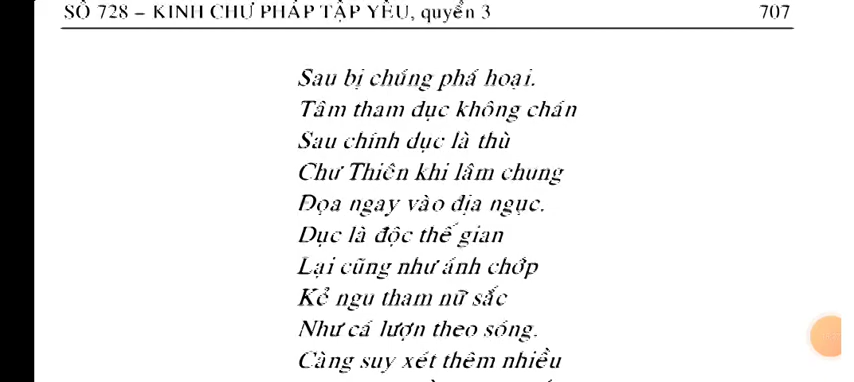 SỐ 728 – KINH CHƯ PHÁP TẬP YẾU, quyển 3 707
Sau bị chúng phá hoại.
Tâm tham dục không chán
Sau chính dục là thù
Chư Thiên khi lâm chung
Đọa ngay vào địa ngục.
Dục là độc thế gian
Lại cũng như ánh chớp
Kẻ ngu tham nữ sắc
Như cá lượn theo sóng.
Càng suy xét thêm nhiều